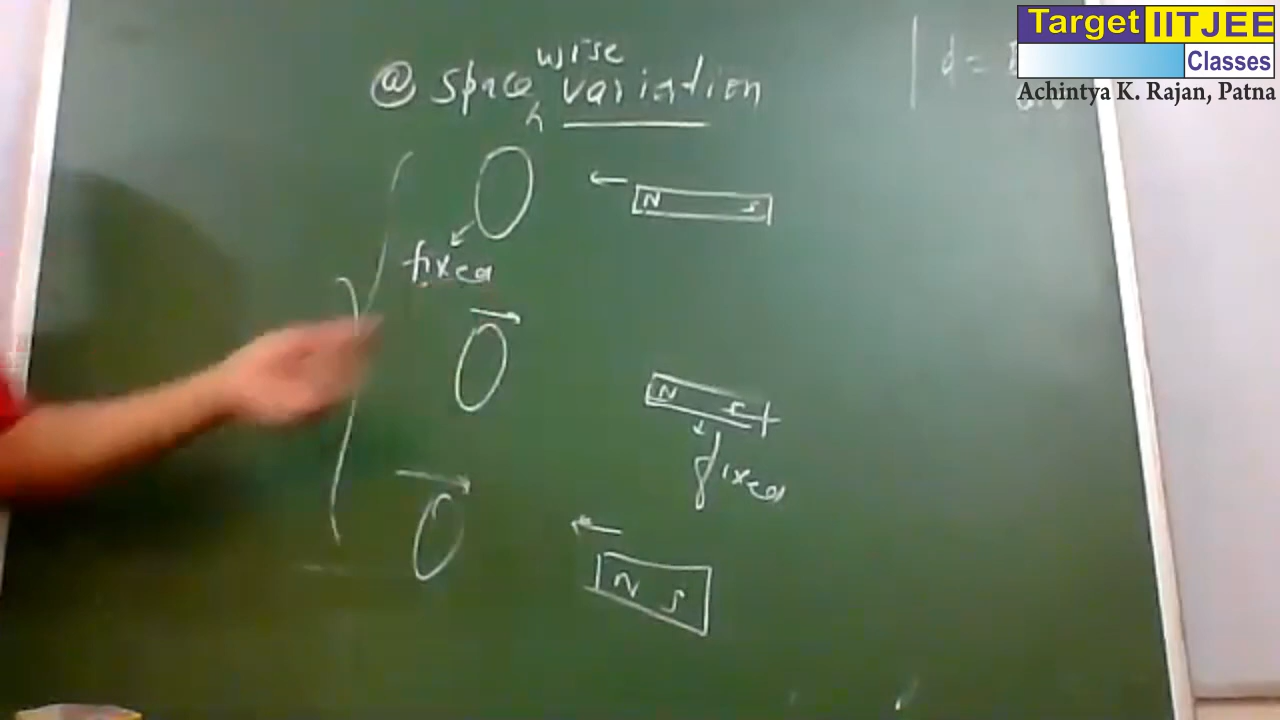 Target IITJEE
Classes
Achintya K. Rajan, Patna
wise
@ space variation
d =
N S
fixed
N S
fixed
N S